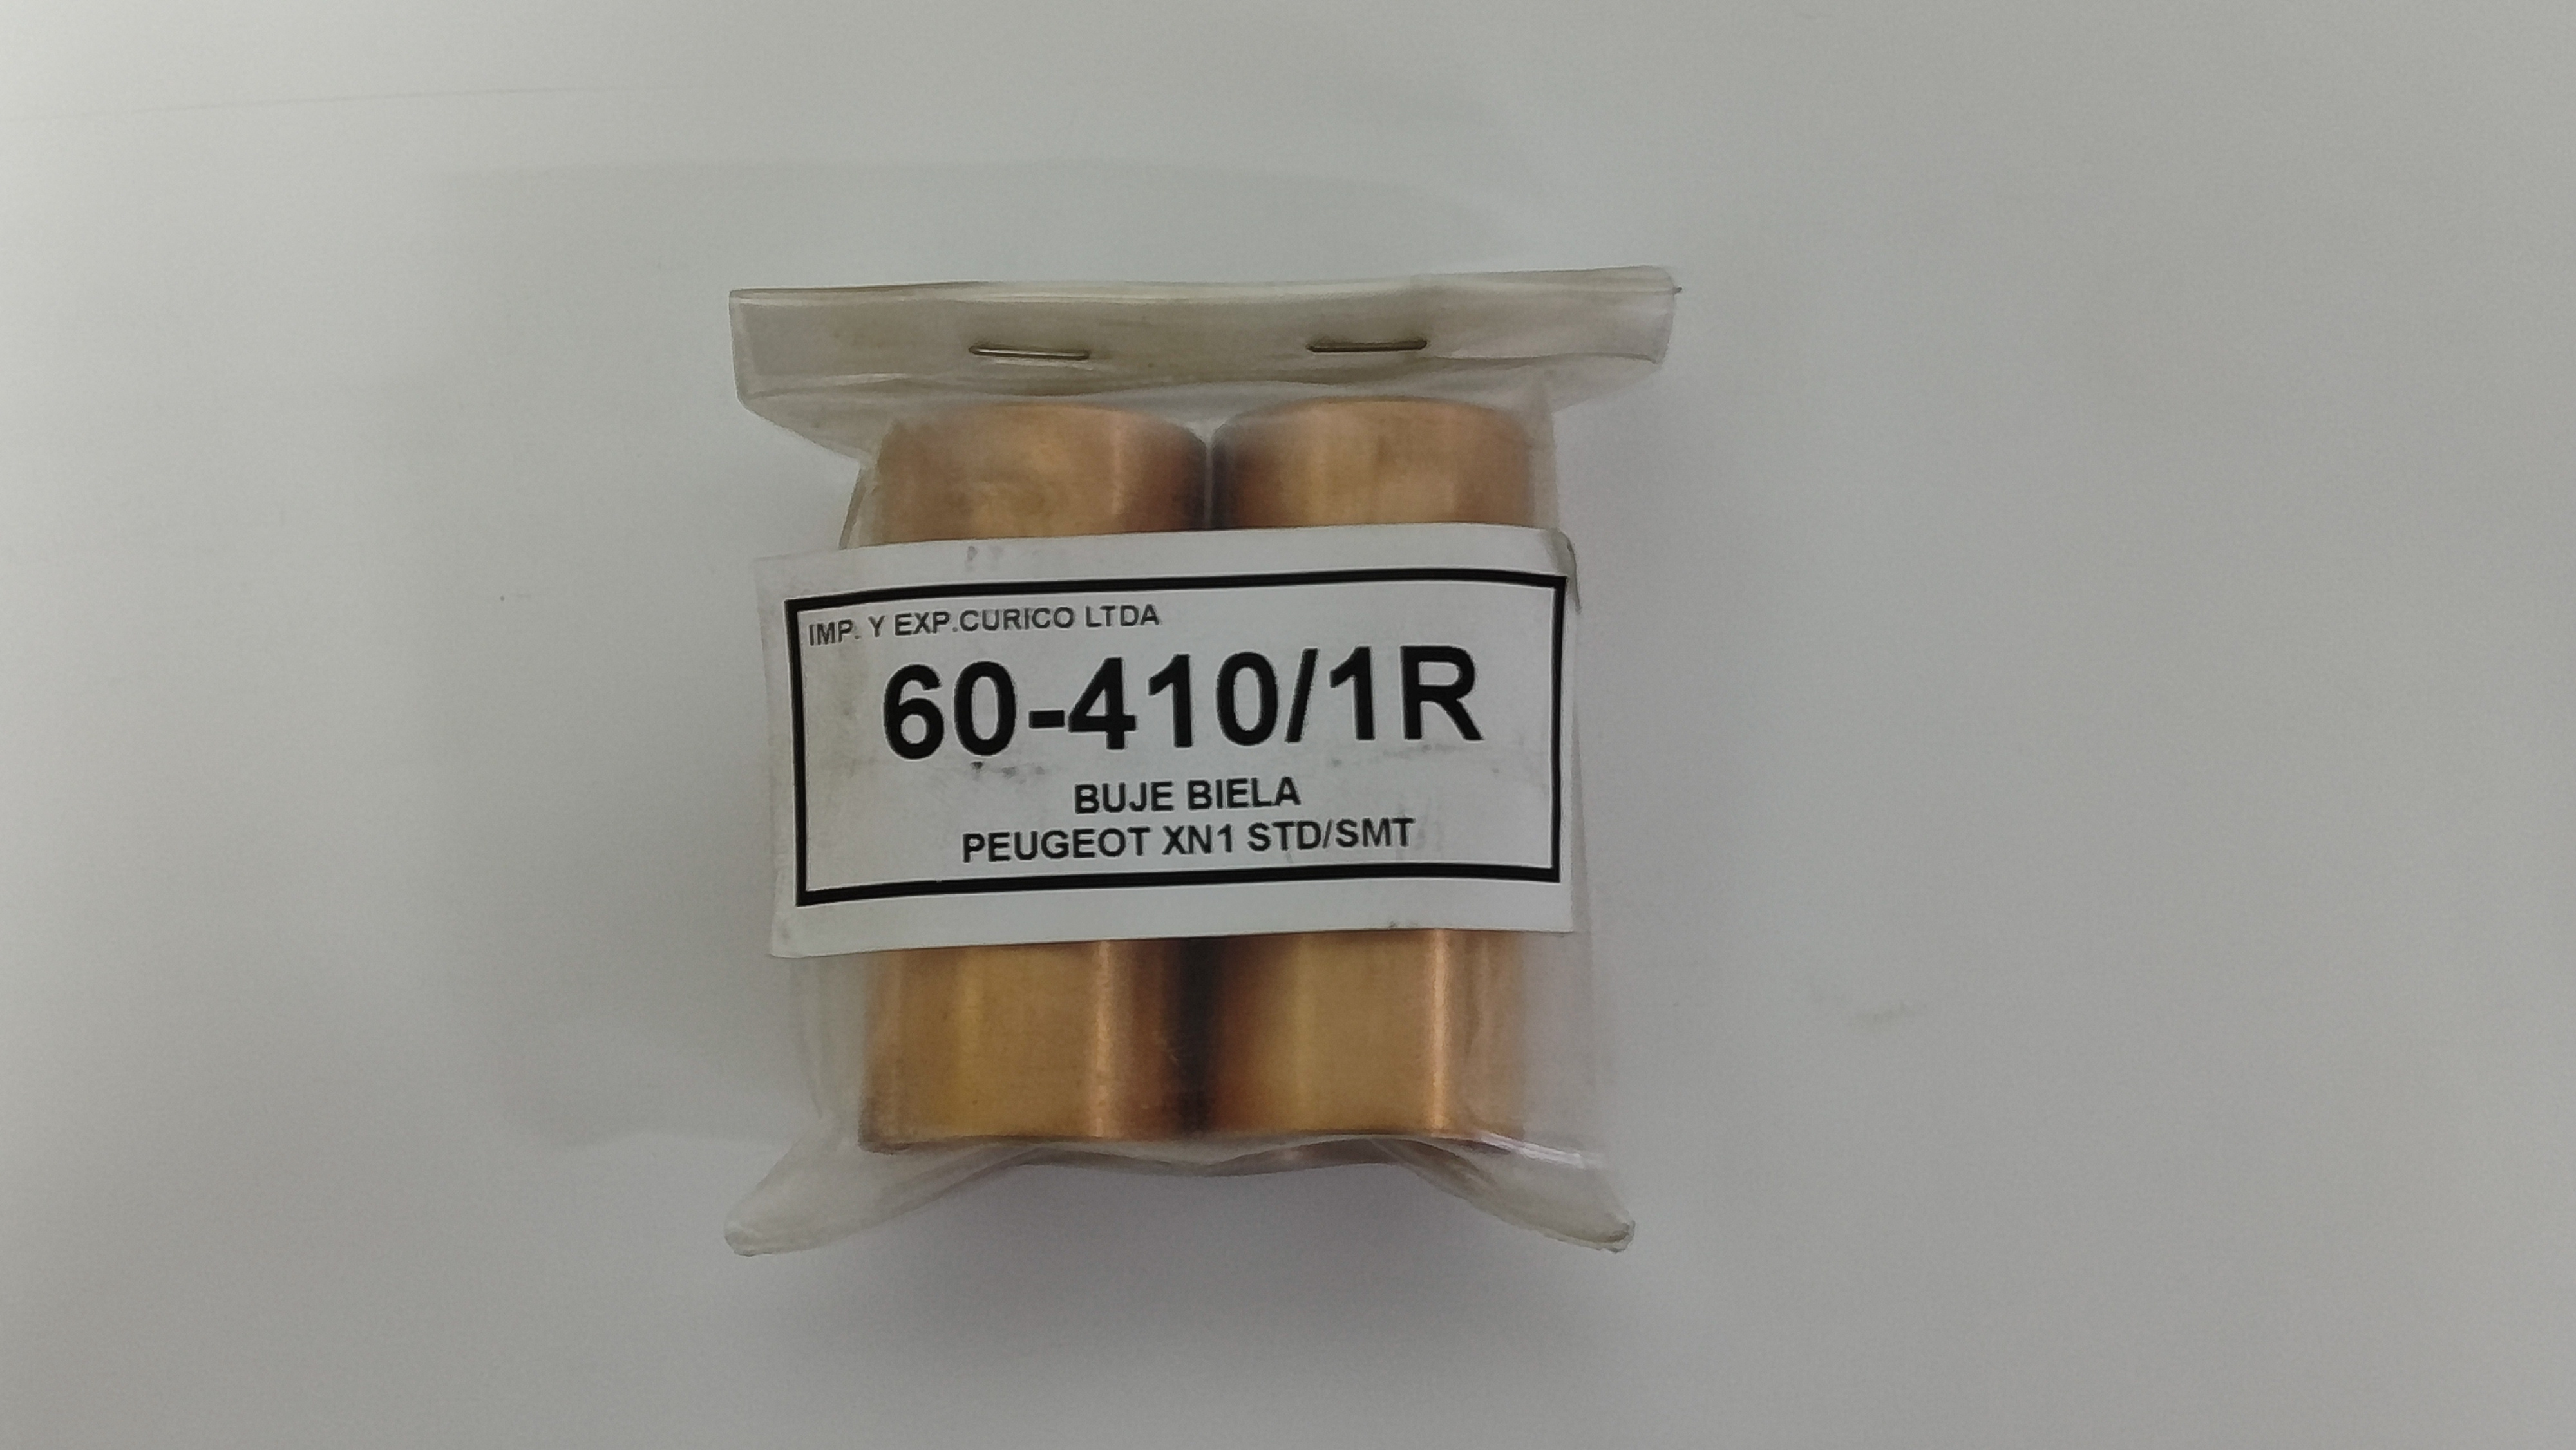 IMP. Y EXP.CURICO LTDA
60-410/1R
BUJE BIELA
PEUGEOT XN1 STD/SMT